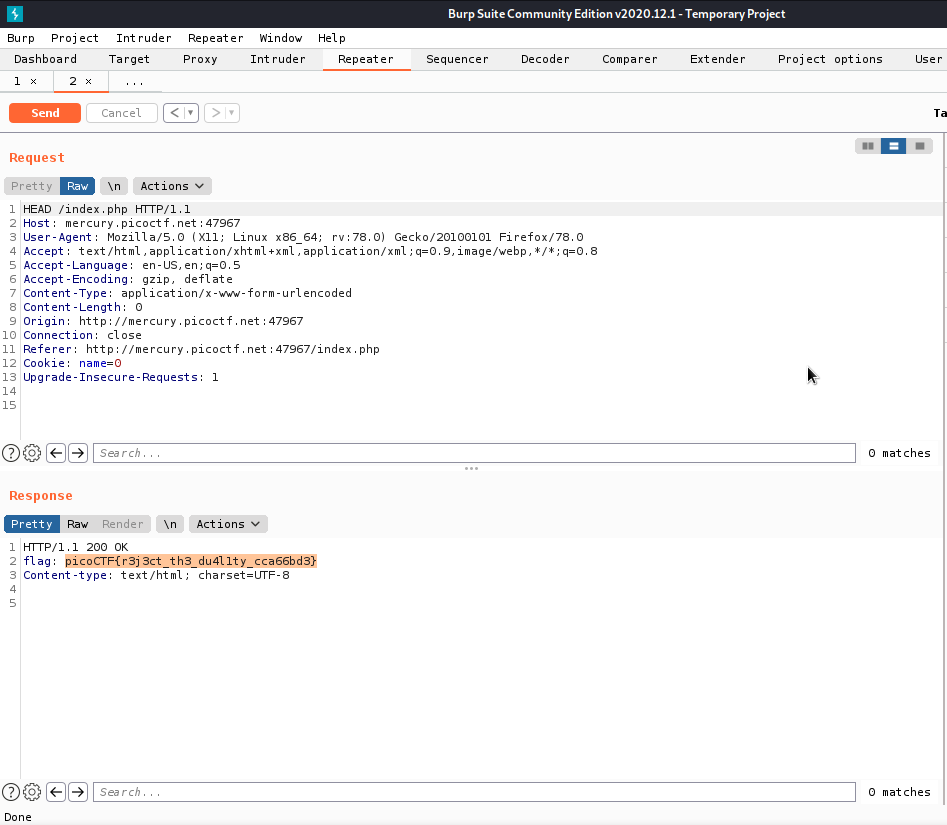 Burp Suite Community Edition v2020.12.1 - Temporary Project
Burp Project Intruder Repeater Window Help
Dashboard Target Proxy Intruder Repeater Sequencer Decoder Comparer Extender Project options User
1 × 2 × ...
Send Cancel < ▾ > ▾ Ta
Request
Pretty Raw \n Actions
1 HEAD /index.php HTTP/1.1
2 Host: mercury.picoctf.net:47967
3 User-Agent: Mozilla/5.0 (X11; Linux x86_64; rv:78.0) Gecko/20100101 Firefox/78.0
4 Accept: text/html,application/xhtml+xml,application/xml;q=0.9,image/webp,*/*;q=0.8
5 Accept-Language: en-US,en;q=0.5
6 Accept-Encoding: gzip, deflate
7 Content-Type: application/x-www-form-urlencoded
8 Content-Length: 0
9 Origin: http://mercury.picoctf.net:47967
10 Connection: close
11 Referer: http://mercury.picoctf.net:47967/index.php
12 Cookie: name=0
13 Upgrade-Insecure-Requests: 1
14
15
? Search... 0 matches
Response
Pretty Raw Render \n Actions
1 HTTP/1.1 200 OK
2 flag: picoCTF{r3j3ct_th3_du4l1ty_cca66bd3}
3 Content-type: text/html; charset=UTF-8
4
5
? Search... 0 matches
Done